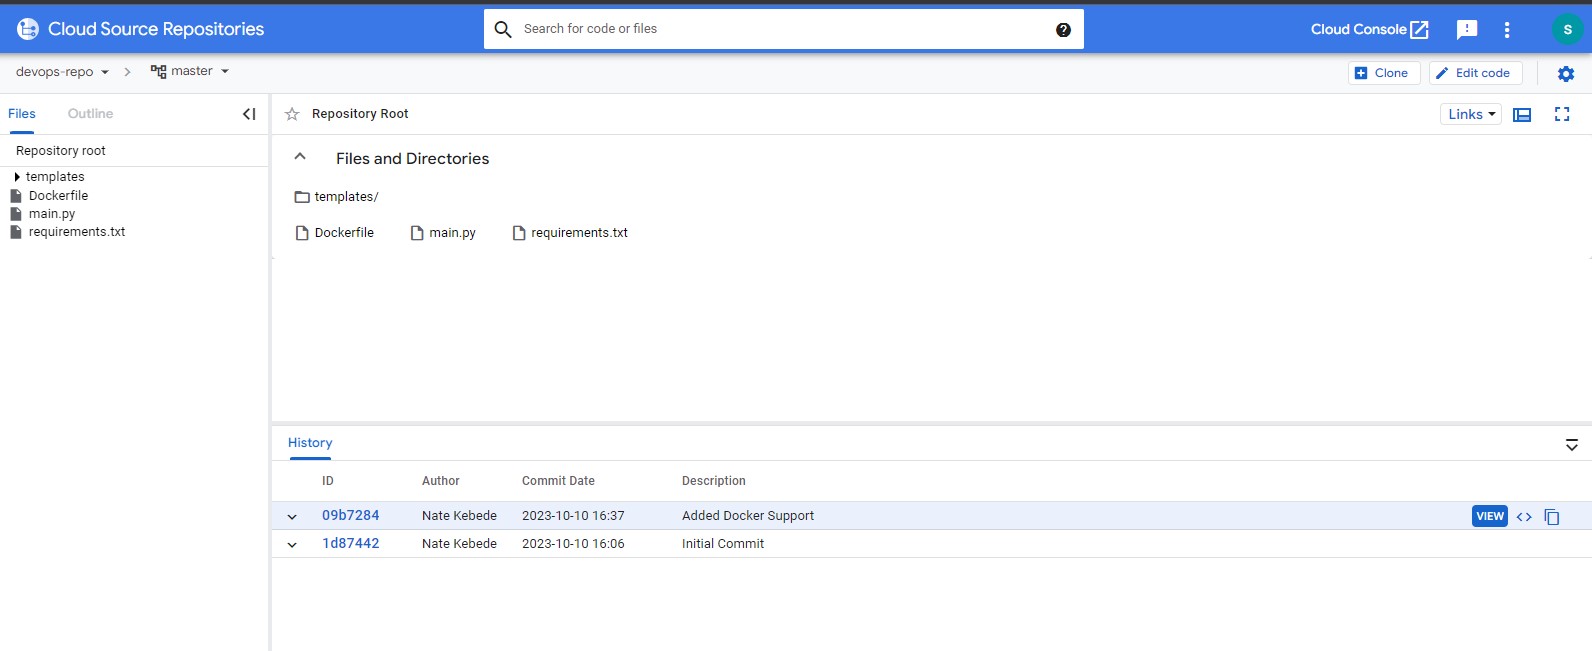 Cloud Source Repositories
Search for code or files
Cloud Console
S
devops-repo
master
Clone
Edit code
Files
Outline
Repository root
templates
Dockerfile
main.py
requirements.txt
Repository Root
Links
Files and Directories
templates/
Dockerfile main.py requirements.txt
History
ID Author Commit Date Description
09b7284 Nate Kebede 2023-10-10 16:37 Added Docker Support VIEW
1d87442 Nate Kebede 2023-10-10 16:06 Initial Commit